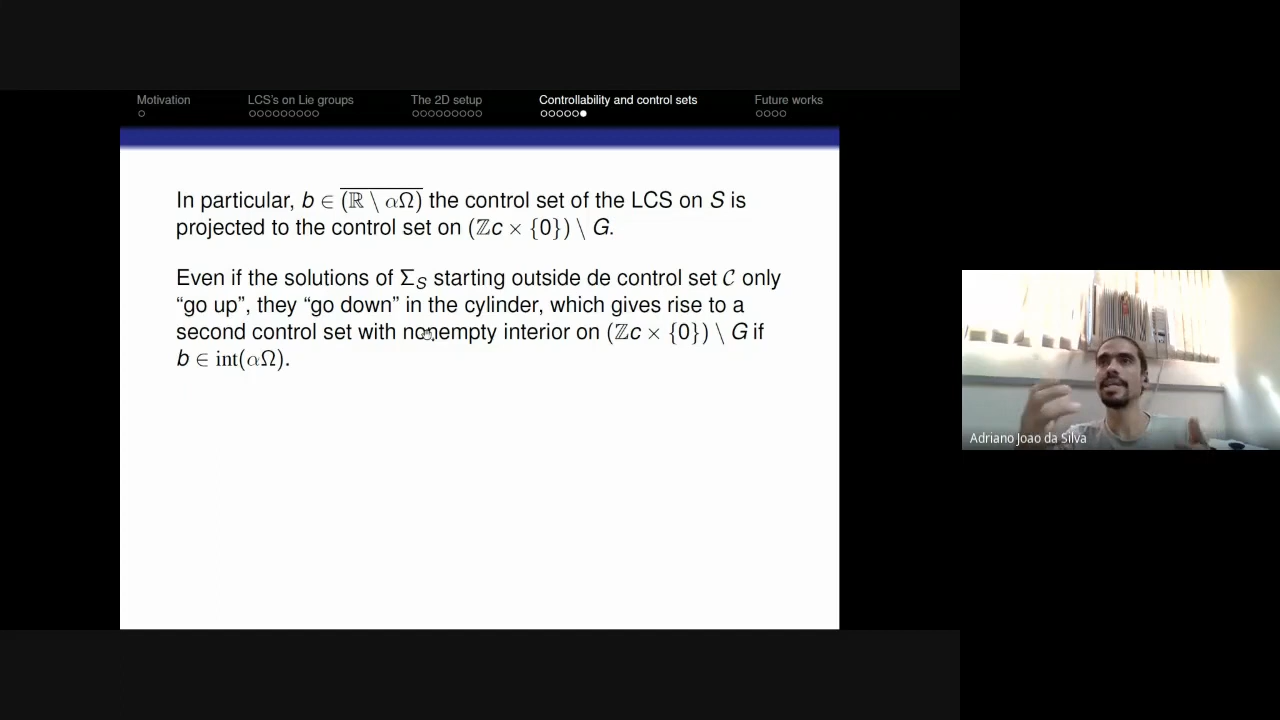 Motivation
LCS's on Lie groups
The 2D setup
Controllability and control sets
Future works
In particular, b ∈ \overline{(ℝ \ αΩ)} the control set of the LCS on S is
projected to the control set on (ℤc × {0}) \ G.
Even if the solutions of Σ_S starting outside de control set 𝒞 only
“go up”, they “go down” in the cylinder, which gives rise to a
second control set with nonempty interior on (ℤc × {0}) \ G if
b ∈ int(αΩ).
Adriano Joao da Silva